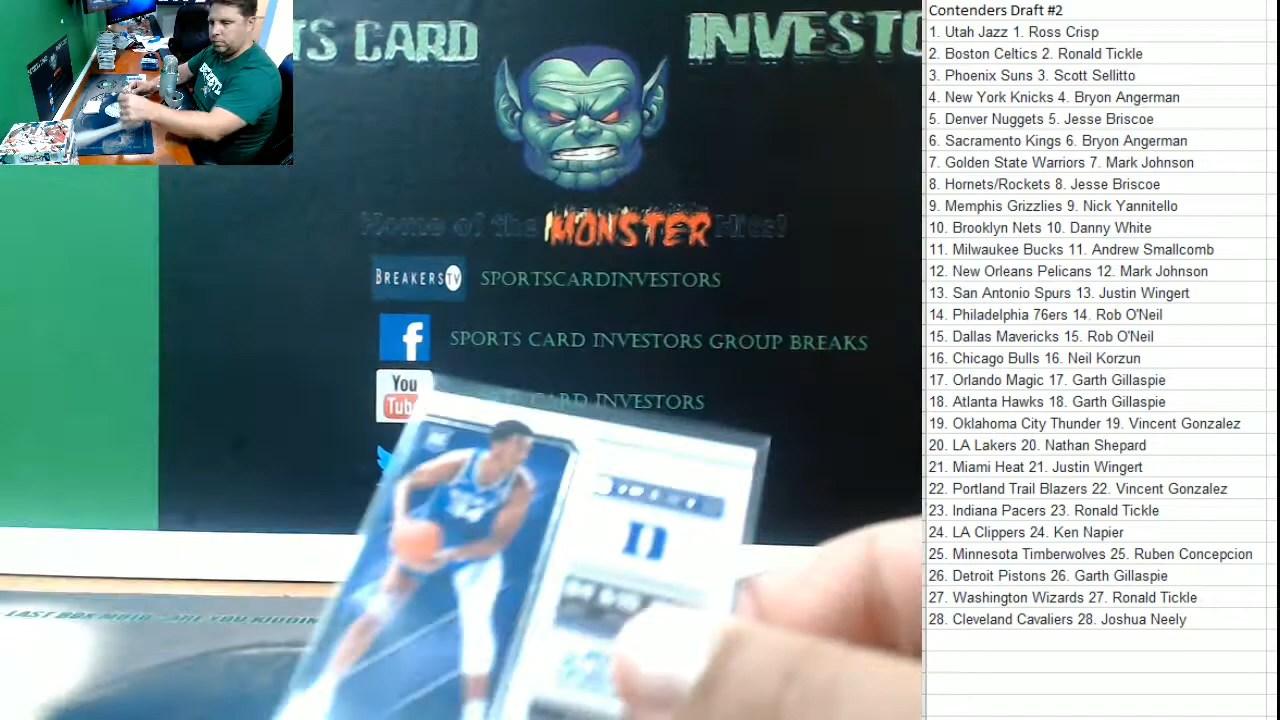 TS CARD INVESTO
Home of the MONSTER Hits!
BREAKERSTV SPORTSCARDINVESTORS
f SPORTS CARD INVESTORS GROUP BREAKS
You
Tube CARD INVESTORS
34
D
LAST BOX MOJO - ARE YOU KIDDIN
Contenders Draft #2
1. Utah Jazz 1. Ross Crisp
2. Boston Celtics 2. Ronald Tickle
3. Phoenix Suns 3. Scott Sellitto
4. New York Knicks 4. Bryon Angerman
5. Denver Nuggets 5. Jesse Briscoe
6. Sacramento Kings 6. Bryon Angerman
7. Golden State Warriors 7. Mark Johnson
8. Hornets/Rockets 8. Jesse Briscoe
9. Memphis Grizzlies 9. Nick Yannitello
10. Brooklyn Nets 10. Danny White
11. Milwaukee Bucks 11. Andrew Smallcomb
12. New Orleans Pelicans 12. Mark Johnson
13. San Antonio Spurs 13. Justin Wingert
14. Philadelphia 76ers 14. Rob O'Neil
15. Dallas Mavericks 15. Rob O'Neil
16. Chicago Bulls 16. Neil Korzun
17. Orlando Magic 17. Garth Gillaspie
18. Atlanta Hawks 18. Garth Gillaspie
19. Oklahoma City Thunder 19. Vincent Gonzalez
20. LA Lakers 20. Nathan Shepard
21. Miami Heat 21. Justin Wingert
22. Portland Trail Blazers 22. Vincent Gonzalez
23. Indiana Pacers 23. Ronald Tickle
24. LA Clippers 24. Ken Napier
25. Minnesota Timberwolves 25. Ruben Concepcion
26. Detroit Pistons 26. Garth Gillaspie
27. Washington Wizards 27. Ronald Tickle
28. Cleveland Cavaliers 28. Joshua Neely